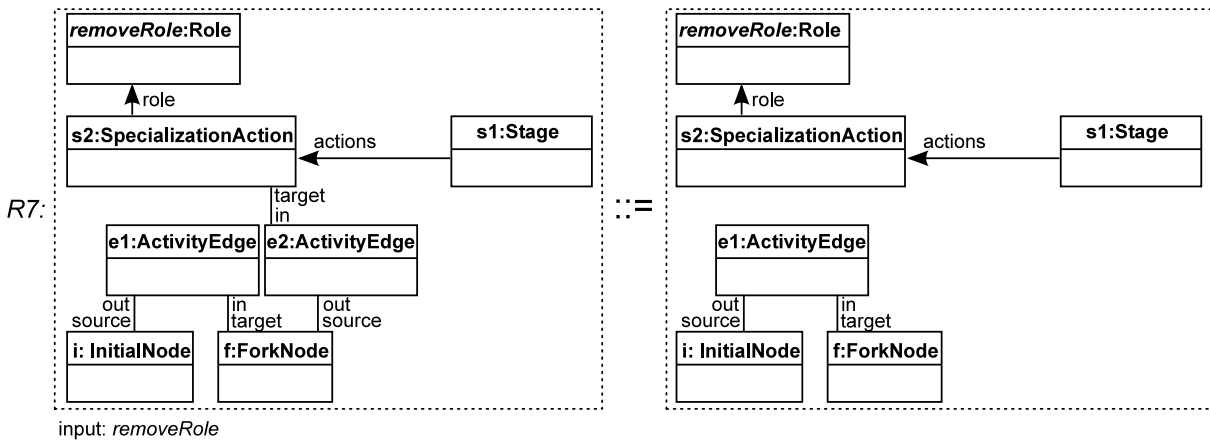 removeRole:Role
role
s2:SpecializationAction
s1:Stage
actions
target
in
e1:ActivityEdge
e2:ActivityEdge
out
source
in
target
out
source
i: InitialNode
f:ForkNode
R7:
::=
removeRole:Role
role
s2:SpecializationAction
s1:Stage
actions
e1:ActivityEdge
out
source
in
target
i: InitialNode
f:ForkNode
input: removeRole